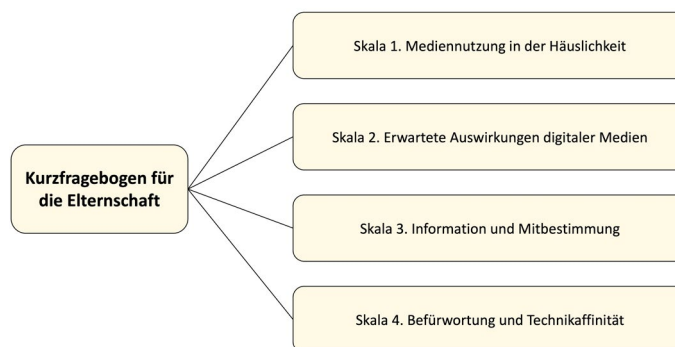 Kurzfragebogen für
die Elternschaft
Skala 1. Mediennutzung in der Häuslichkeit
Skala 2. Erwartete Auswirkungen digitaler Medien
Skala 3. Information und Mitbestimmung
Skala 4. Befürwortung und Technikaffinität